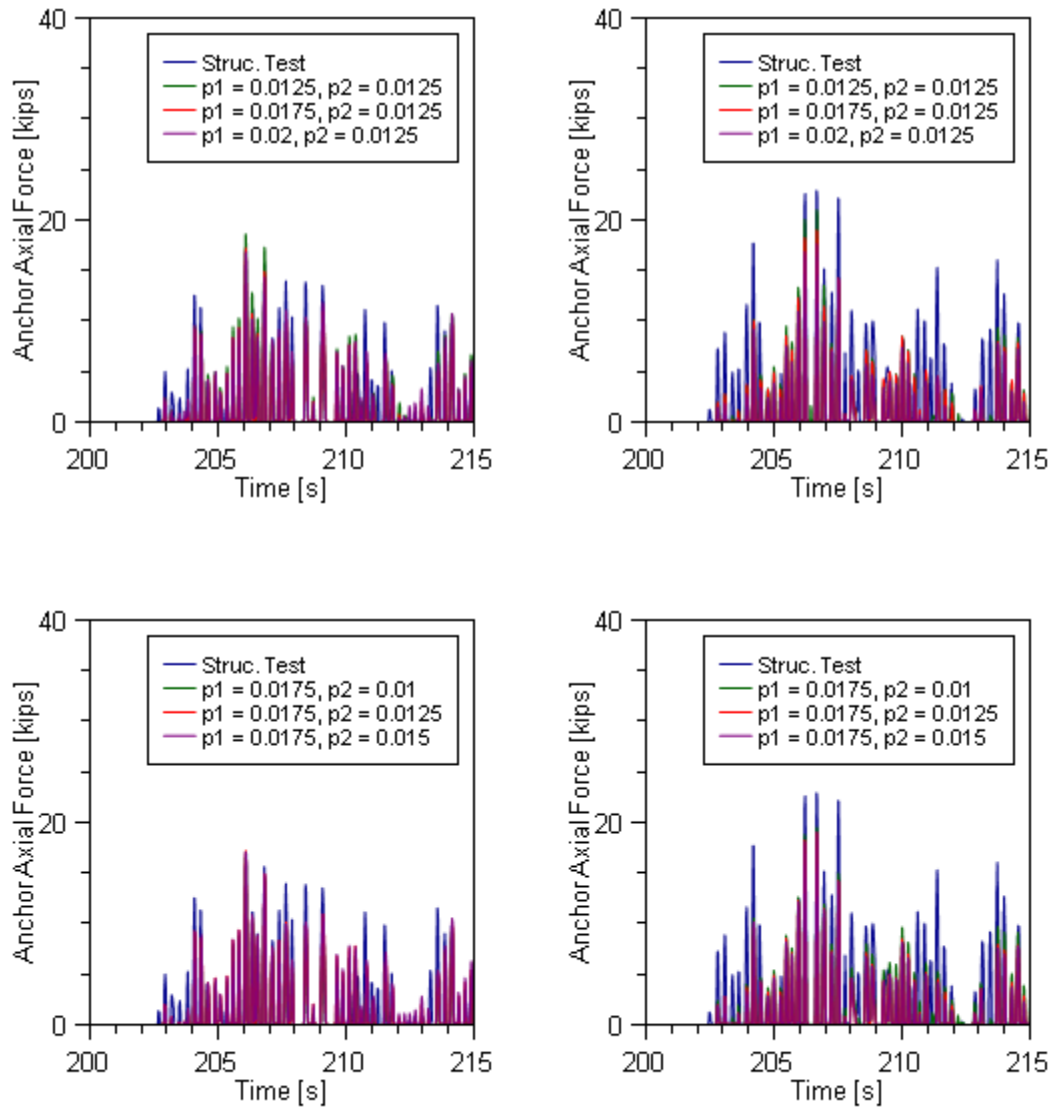 40
Struc. Test
p1 = 0.0125, p2 = 0.0125
p1 = 0.0175, p2 = 0.0125
p1 = 0.02, p2 = 0.0125
20
0
Anchor Axial Force [kips]
200
205
210
215
Time [s]
40
Struc. Test
p1 = 0.0125, p2 = 0.0125
p1 = 0.0175, p2 = 0.0125
p1 = 0.02, p2 = 0.0125
20
0
Anchor Axial Force [kips]
200
205
210
215
Time [s]
40
Struc. Test
p1 = 0.0175, p2 = 0.01
p1 = 0.0175, p2 = 0.0125
p1 = 0.0175, p2 = 0.015
20
0
Anchor Axial Force [kips]
200
205
210
215
Time [s]
40
Struc. Test
p1 = 0.0175, p2 = 0.01
p1 = 0.0175, p2 = 0.0125
p1 = 0.0175, p2 = 0.015
20
0
Anchor Axial Force [kips]
200
205
210
215
Time [s]